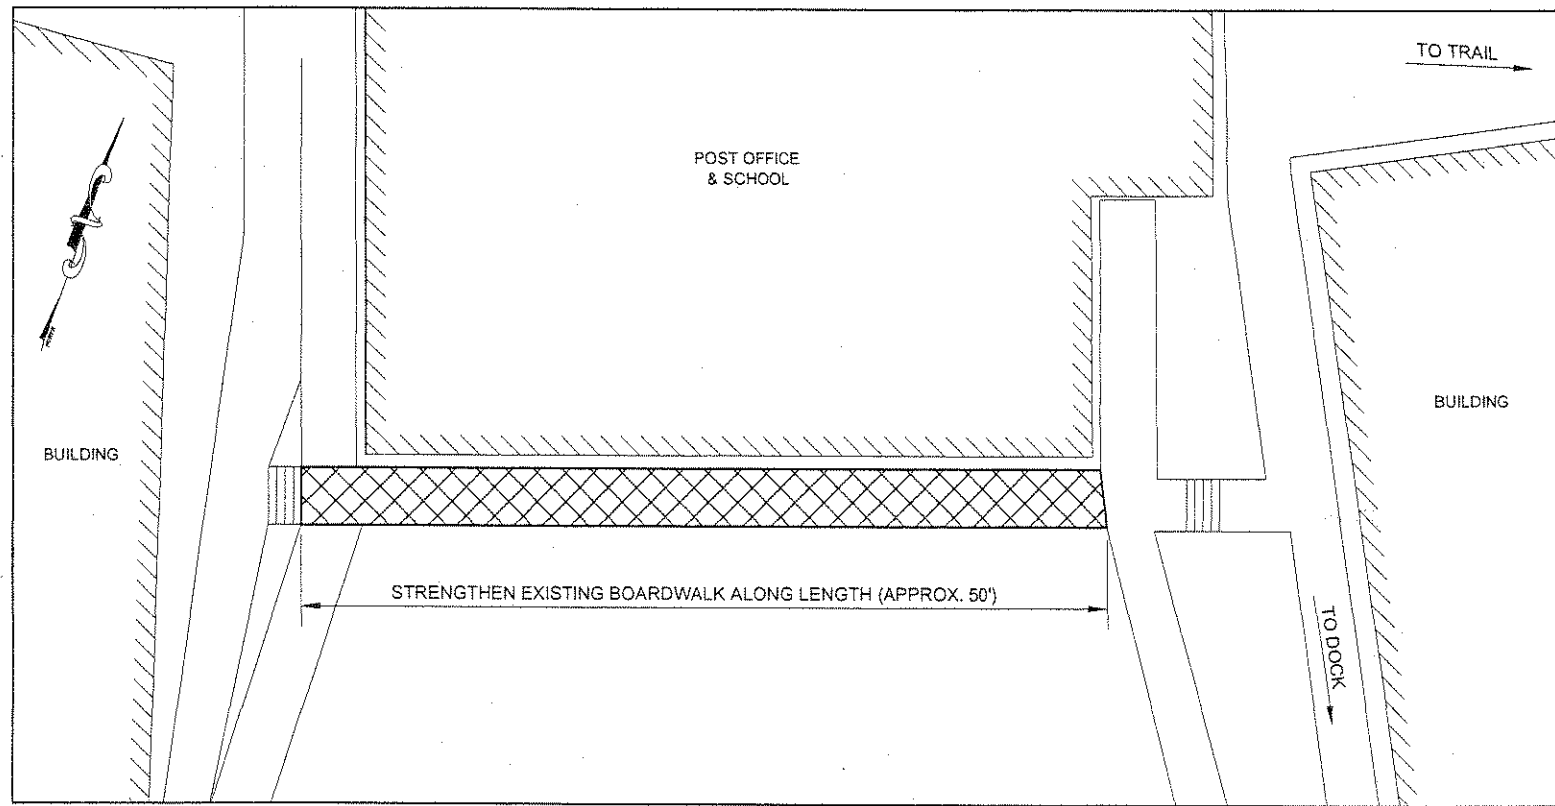 TO TRAIL
POST OFFICE
& SCHOOL
BUILDING
BUILDING
STRENGTHEN EXISTING BOARDWALK ALONG LENGTH (APPROX. 50')
TO DOCK